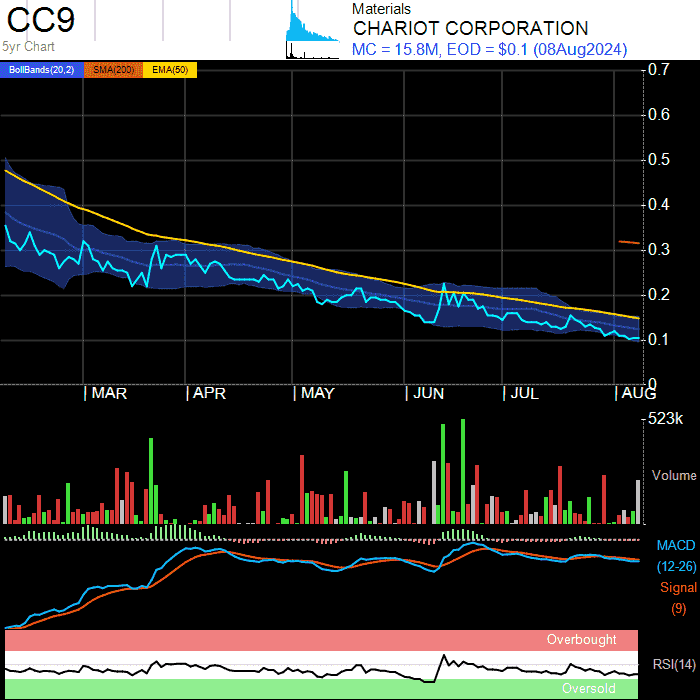 CC9
5yr Chart
Materials
CHARIOT CORPORATION
MC = 15.8M, EOD = $0.1 (08Aug2024)
BollBands(20,2) SMA(200) EMA(50)
0.7
0.6
0.5
0.4
0.3
0.2
0.1
0
| MAR | APR | MAY | JUN | JUL | AUG
523k
Volume
MACD
(12-26)
Signal
(9)
Overbought
RSI(14)
Oversold